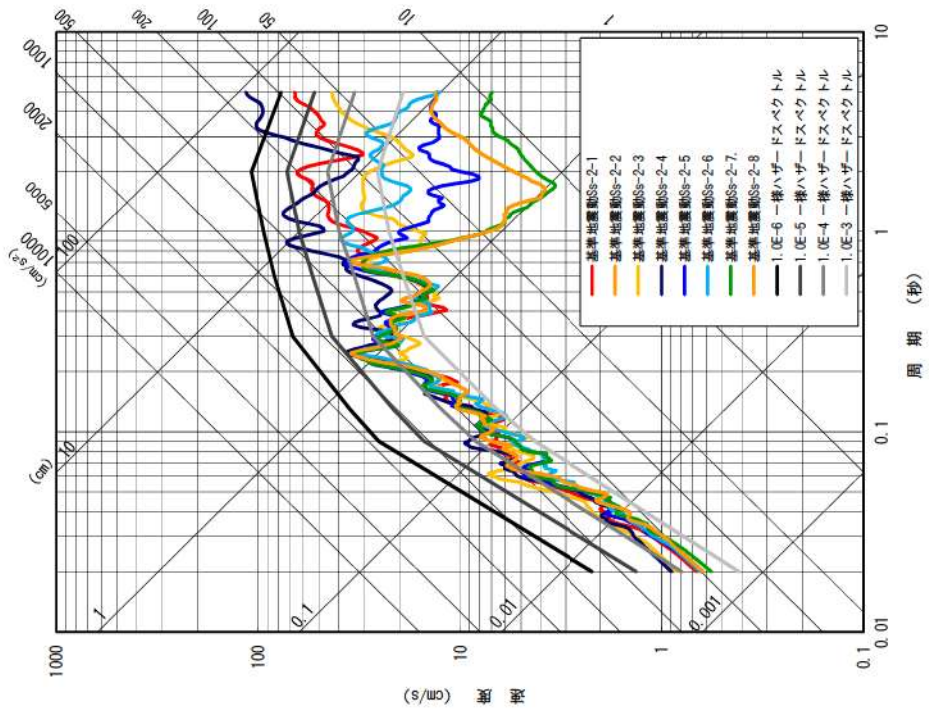 500
200
100
50
10
1
1000
2000
5000
10000
(cm/s²)
100
(cm)
10
1
0.1
0.01
0.001
1000
100
10
1
0.1
速 度 (cm/s)
0.01
0.1
1
10
周 期 (秒)
基準地震動Ss-2-1
基準地震動Ss-2-2
基準地震動Ss-2-3
基準地震動Ss-2-4
基準地震動Ss-2-5
基準地震動Ss-2-6
基準地震動Ss-2-7.
基準地震動Ss-2-8
1.0E-6 一様ハザードスペクトル
1.0E-5 一様ハザードスペクトル
1.0E-4 一様ハザードスペクトル
1.0E-3 一様ハザードスペクトル